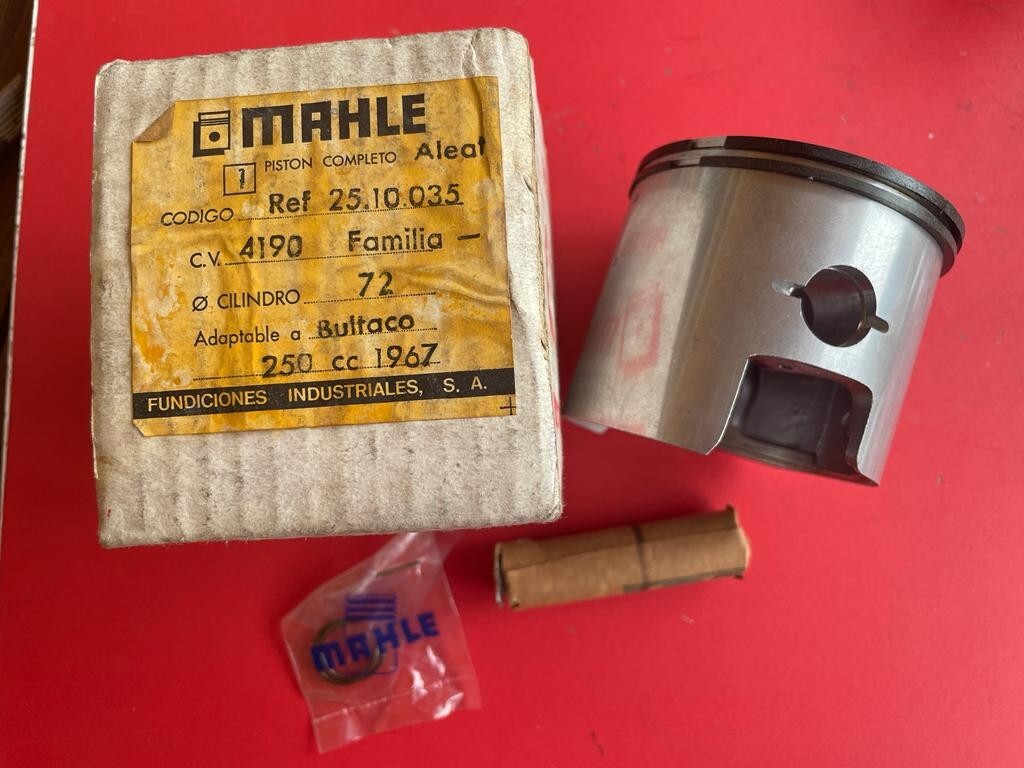 MAHLE
1 PISTON COMPLETO Aleat
CODIGO Ref 25.10.035
C.V. 4190 Familia —
Ø CILINDRO 72
Adaptable a Bultaco
250 cc 1967
FUNDICIONES INDUSTRIALES, S. A.
MAHLE